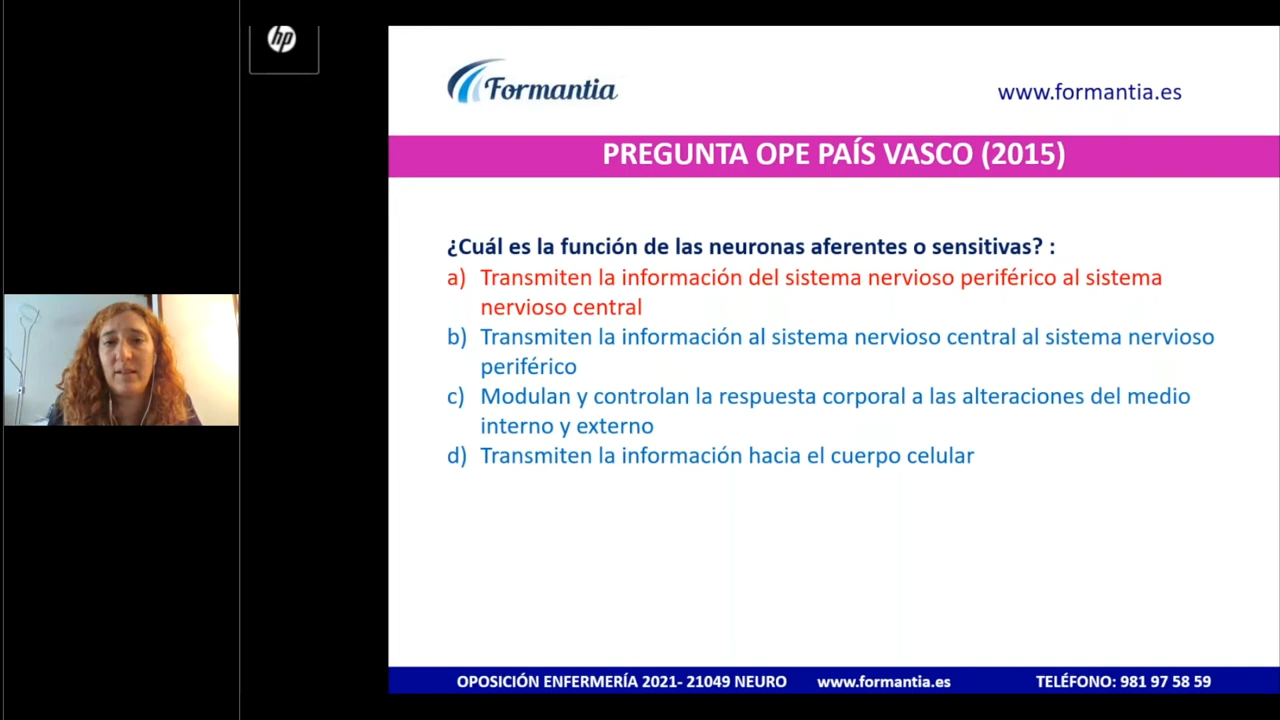 hp
Formantia
www.formantia.es
PREGUNTA OPE PAÍS VASCO (2015)
¿Cuál es la función de las neuronas aferentes o sensitivas? :
a) Transmiten la información del sistema nervioso periférico al sistema
nervioso central
b) Transmiten la información al sistema nervioso central al sistema nervioso
periférico
c) Modulan y controlan la respuesta corporal a las alteraciones del medio
interno y externo
d) Transmiten la información hacia el cuerpo celular
OPOSICIÓN ENFERMERÍA 2021- 21049 NEURO www.formantia.es TELÉFONO: 981 97 58 59